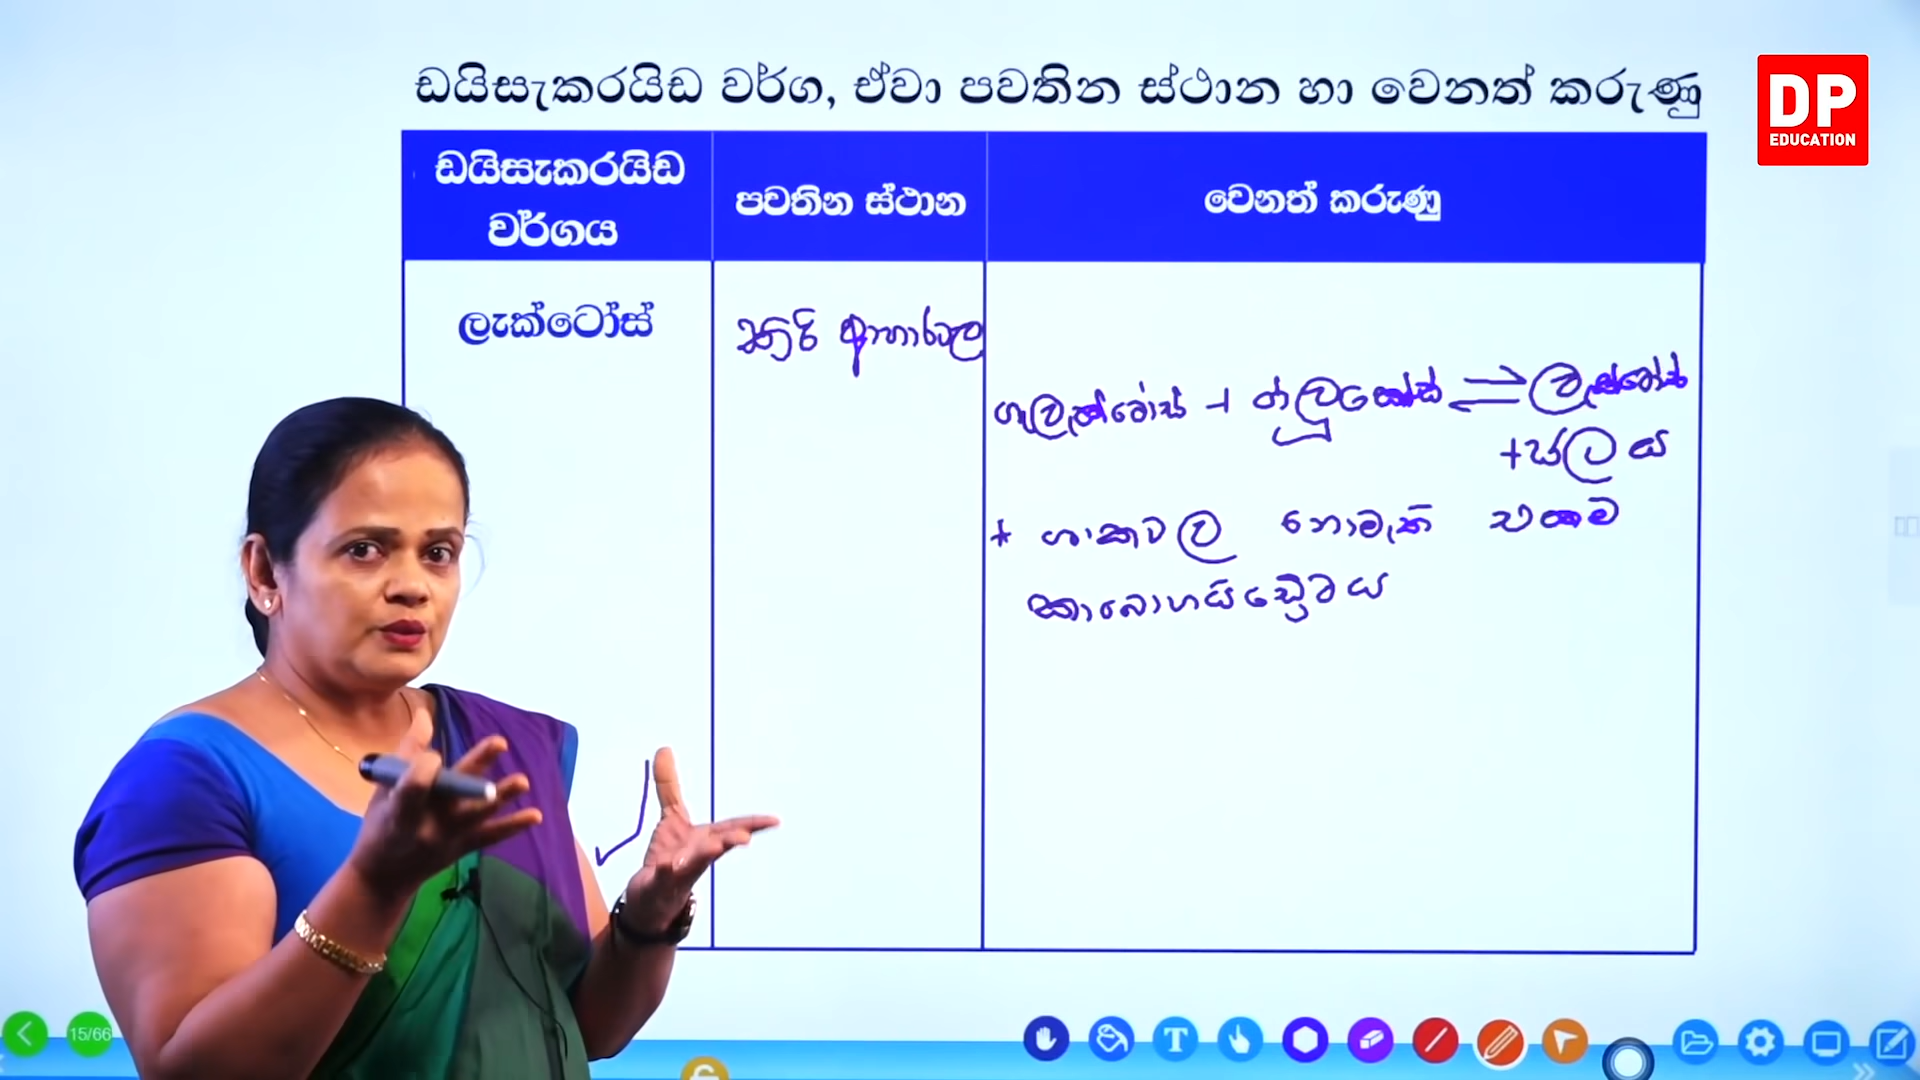 ඩයිසැකරයිඩ වර්ග, ඒවා පවතින ස්ථාන හා වෙනත් කරුණු
DP
EDUCATION
ඩයිසැකරයිඩ
වර්ගය
පවතින ස්ථාන
වෙනත් කරුණු
ලැක්ටෝස්
කිරි ආහාරවල
ගැලැක්ටෝස් + ග්ලූකෝස් ⇌ ලැක්ටෝස්
+ ජලය
* ශාකවල නොමැති එකම
කාබොහයිඩ්‍රේටය
15/66